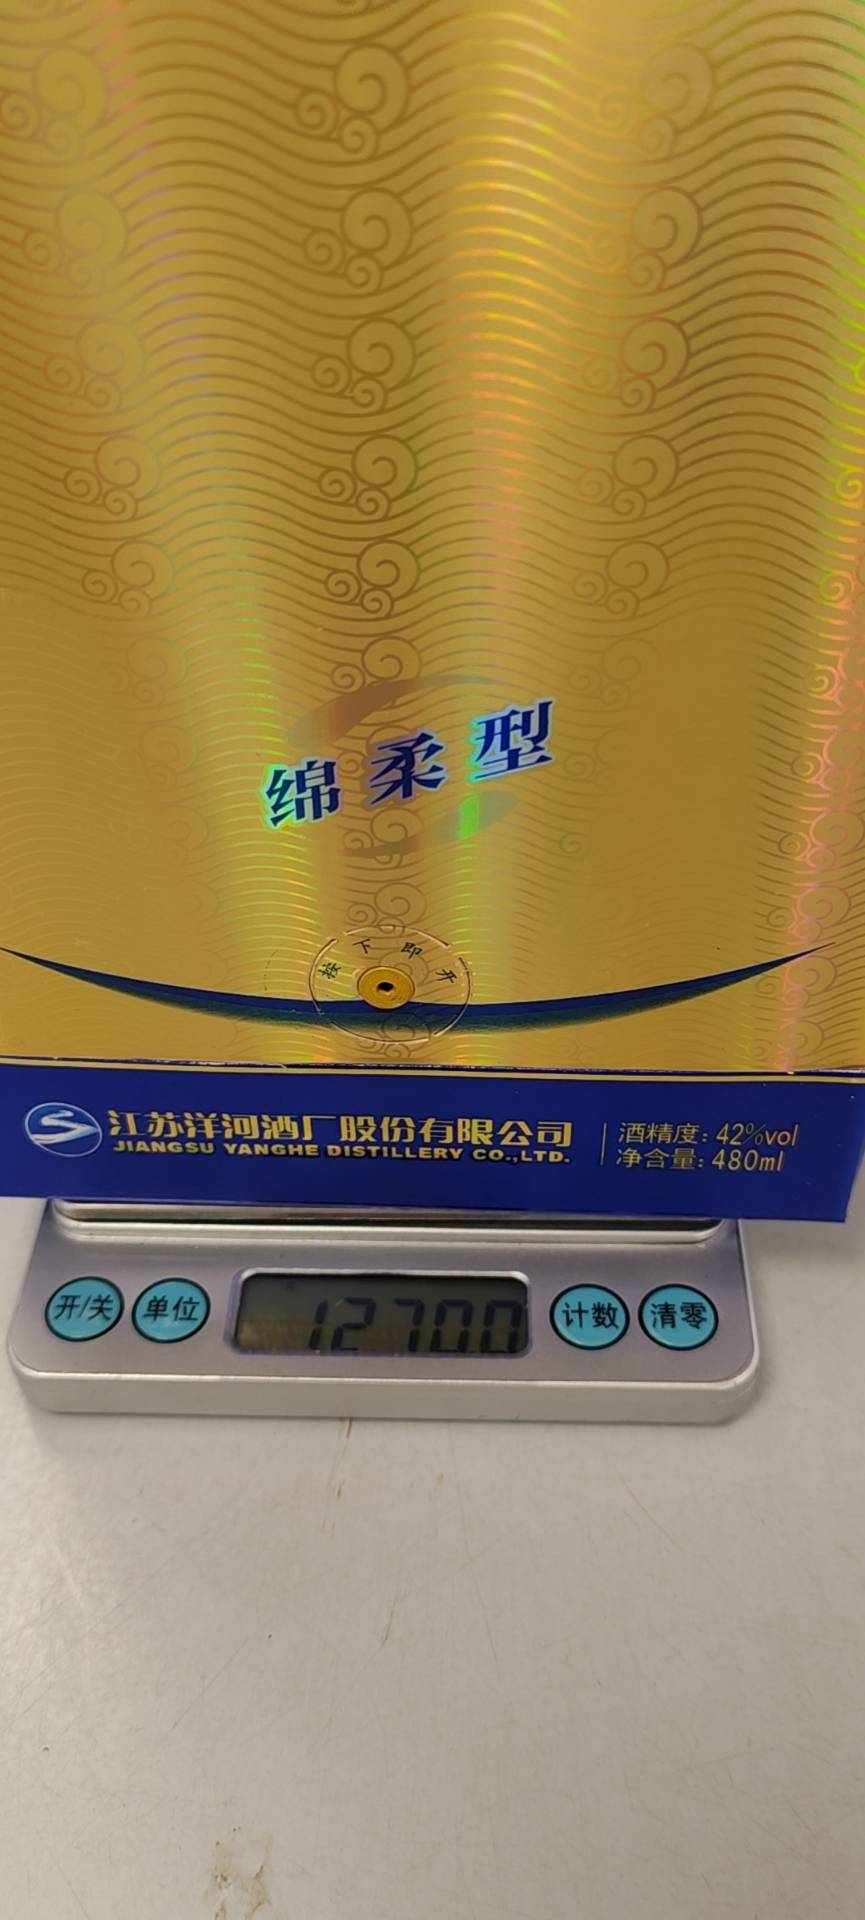 绵柔型
按下即开
江苏洋河酒厂股份有限公司
JIANGSU YANGHE DISTILLERY CO.,LTD.
酒精度: 42%vol
净含量: 480ml
开/关
单位
12700
计数
清零